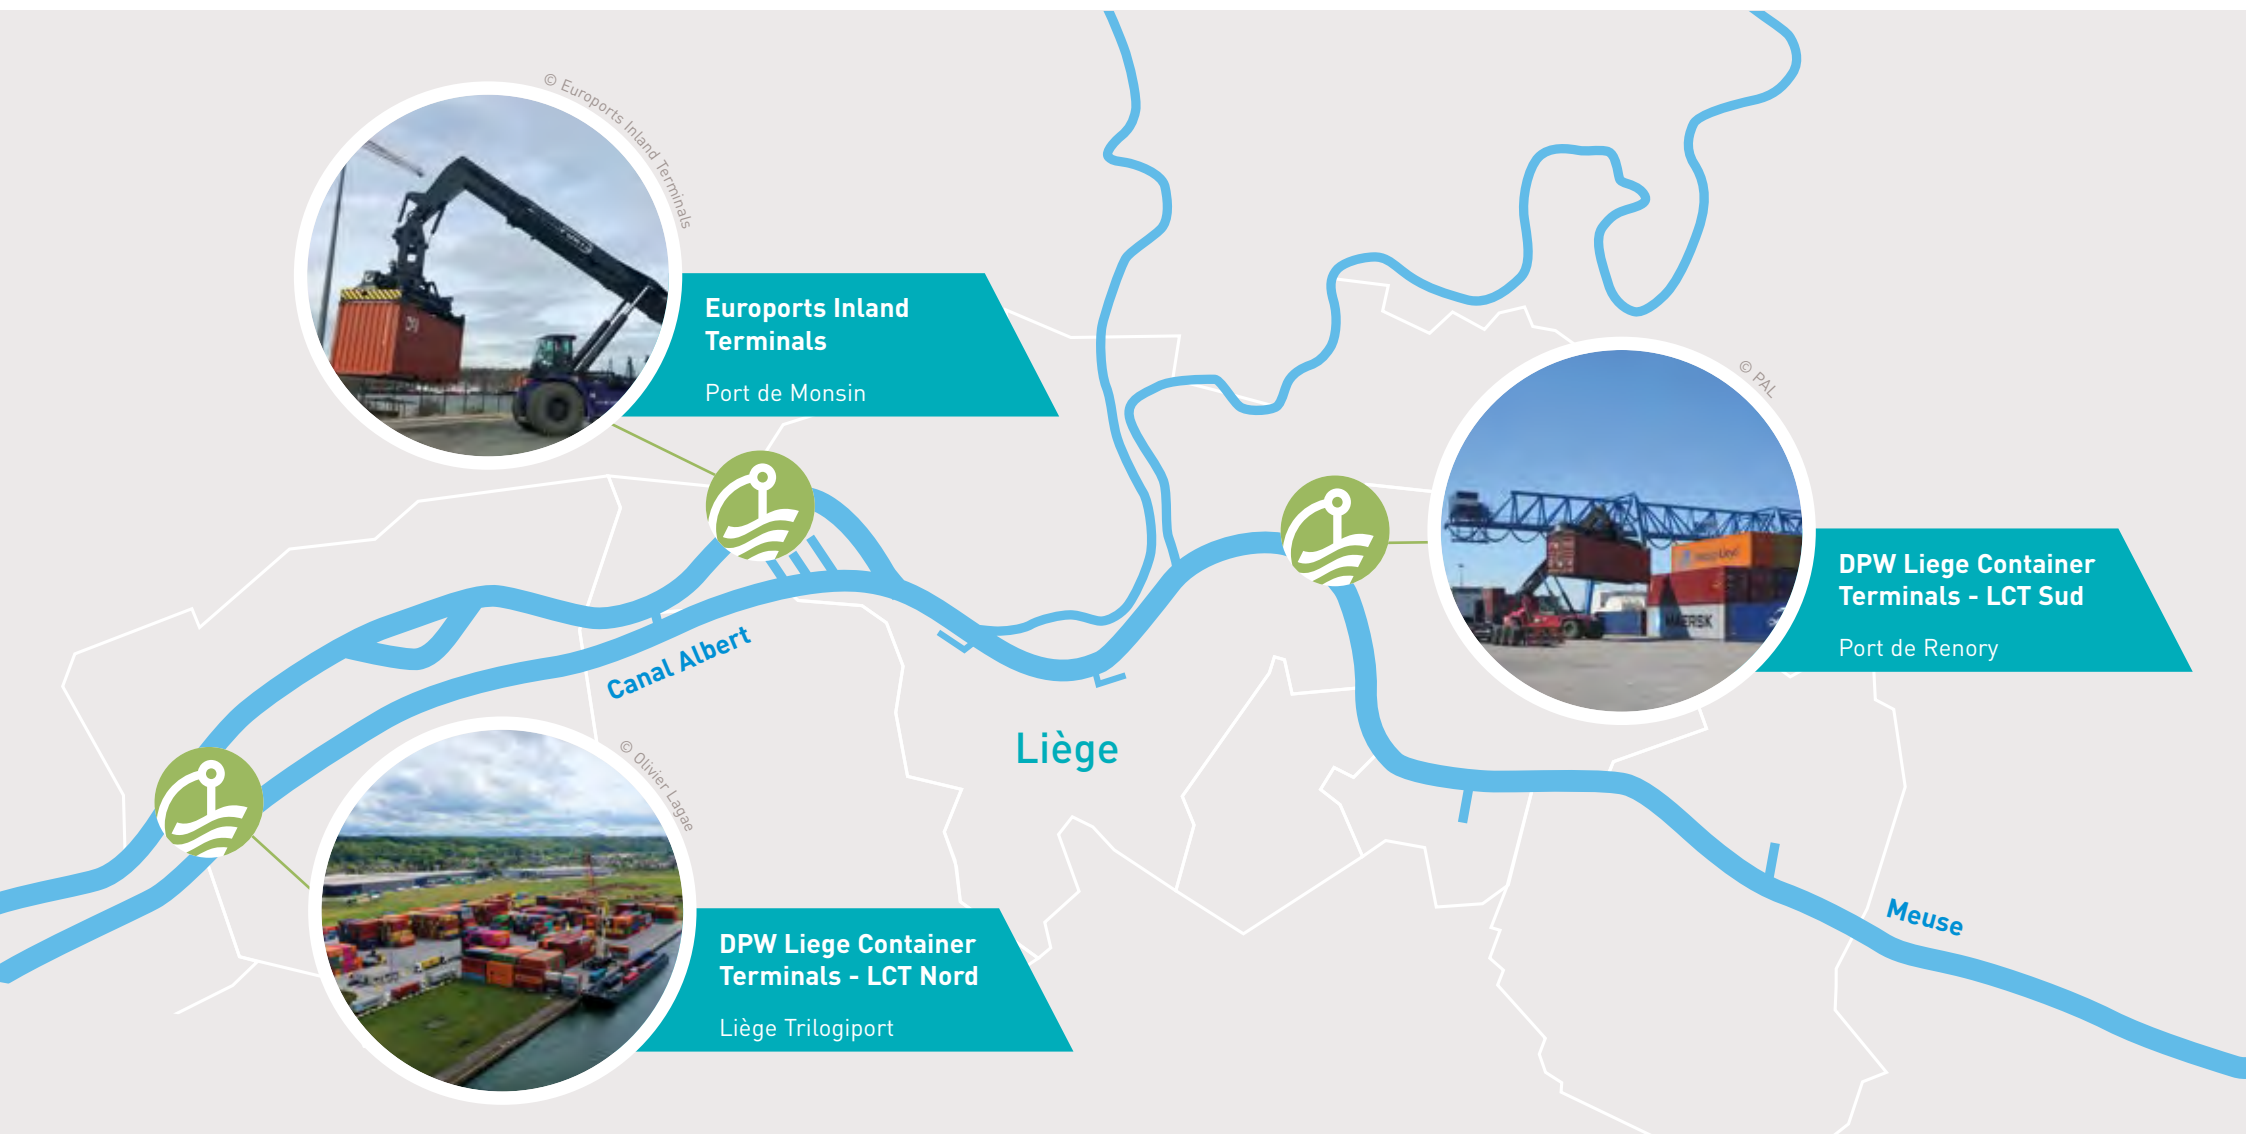 © Euroports Inland Terminals
Euroports Inland
Terminals
Port de Monsin
© PAL
DPW Liege Container
Terminals - LCT Sud
Port de Renory
MAERSK
Canal Albert
Liège
© Olivier Lagae
DPW Liege Container
Terminals - LCT Nord
Liège Trilogiport
Meuse